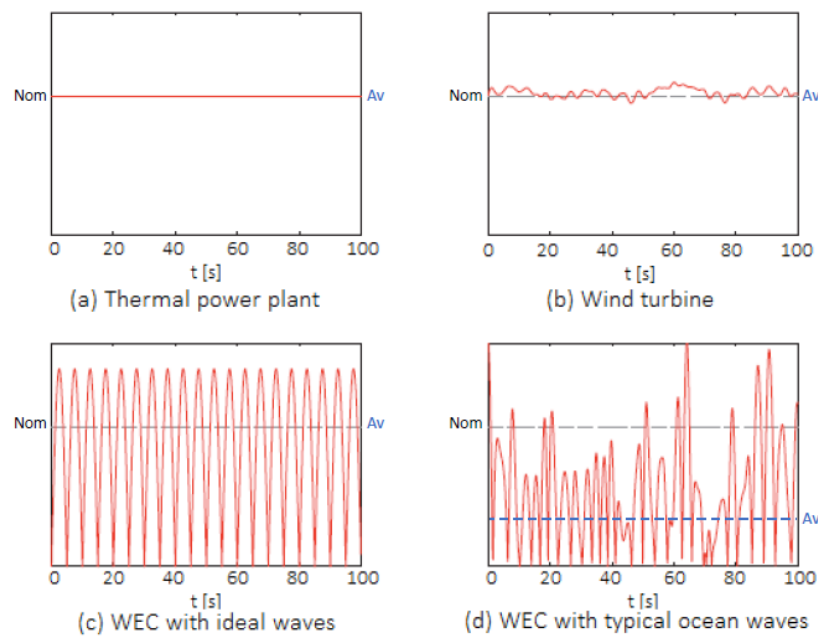 Nom Av
0 20 40 60 80 100
t [s]
(a) Thermal power plant
Nom Av
0 20 40 60 80 100
t [s]
(b) Wind turbine
Nom Av
0 20 40 60 80 100
t [s]
(c) WEC with ideal waves
Nom
Av
0 20 40 60 80 100
t [s]
(d) WEC with typical ocean waves